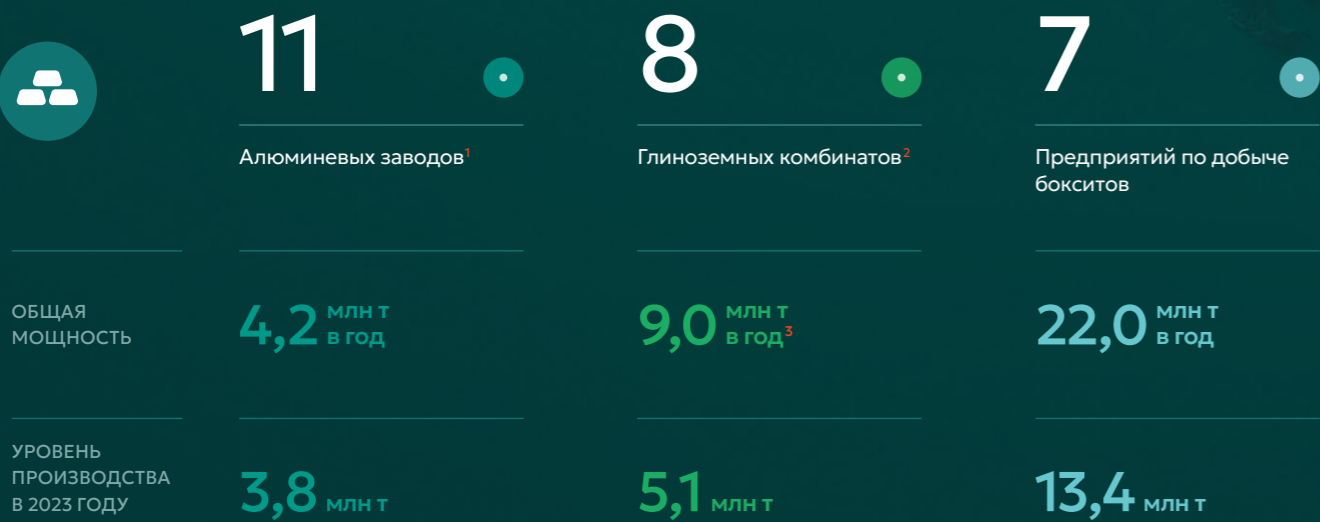 11
8
7
Алюминевых заводов¹
Глиноземных комбинатов²
Предприятий по добыче
бокситов
ОБЩАЯ
МОЩНОСТЬ
4,2 МЛН Т
В ГОД
9,0 МЛН Т
В ГОД³
22,0 МЛН Т
В ГОД
УРОВЕНЬ
ПРОИЗВОДСТВА
В 2023 ГОДУ
3,8 МЛН Т
5,1 МЛН Т
13,4 МЛН Т